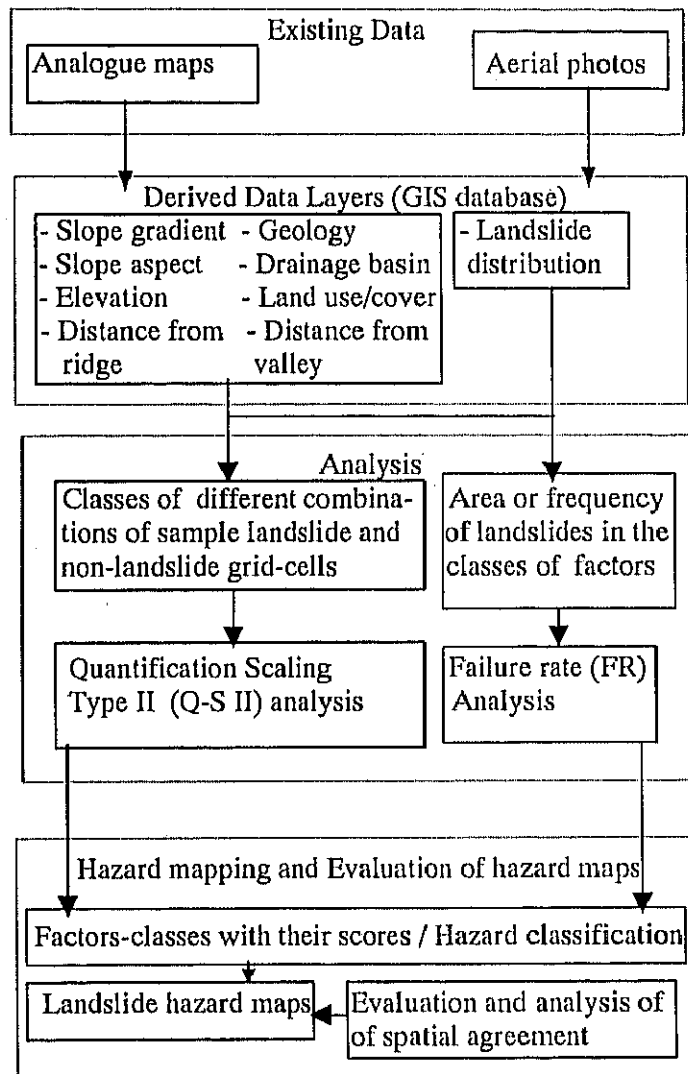 Existing Data
Analogue maps
Aerial photos
Derived Data Layers (GIS database)
- Slope gradient
- Slope aspect
- Elevation
- Distance from
ridge
- Geology
- Drainage basin
- Land use/cover
- Distance from
valley
- Landslide
distribution
Analysis
Classes of different combina-
tions of sample landslide and
non-landslide grid-cells
Area or frequency
of landslides in the
classes of factors
Quantification Scaling
Type II (Q-S II) analysis
Failure rate (FR)
Analysis
Hazard mapping and Evaluation of hazard maps
Factors-classes with their scores / Hazard classification
Landslide hazard maps
Evaluation and analysis of
of spatial agreement